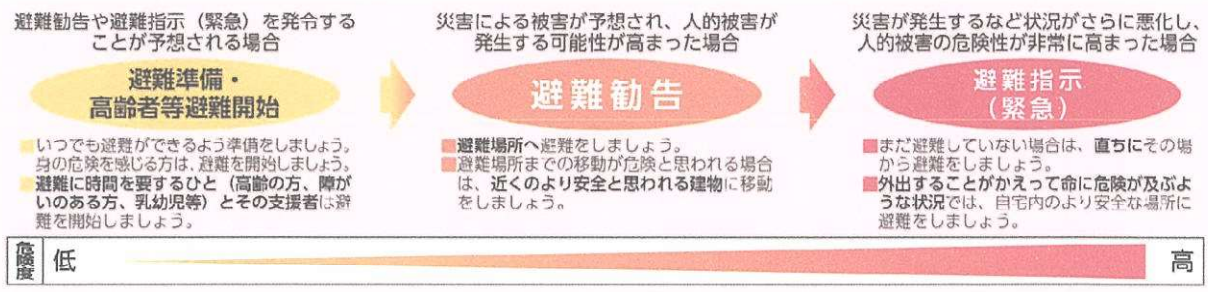 避難勧告や避難指示（緊急）を発令する
ことが予想される場合
避難準備・
高齢者等避難開始
■いつでも避難ができるよう準備をしましょう。
身の危険を感じる方は、避難を開始しましょう。
■避難に時間を要するひと（高齢の方、障が
いのある方、乳幼児等）とその支援者は避
難を開始しましょう。
災害による被害が予想され、人的被害が
発生する可能性が高まった場合
避難勧告
■避難場所へ避難をしましょう。
■避難場所までの移動が危険と思われる場合
は、近くのより安全と思われる建物に移動
をしましょう。
災害が発生するなど状況がさらに悪化し、
人的被害の危険性が非常に高まった場合
避難指示
（緊急）
■まだ避難していない場合は、直ちにその場
から避難をしましょう。
■外出することがかえって命に危険が及ぶよ
うな状況では、自宅内のより安全な場所に
避難をしましょう。
危険度
低
高